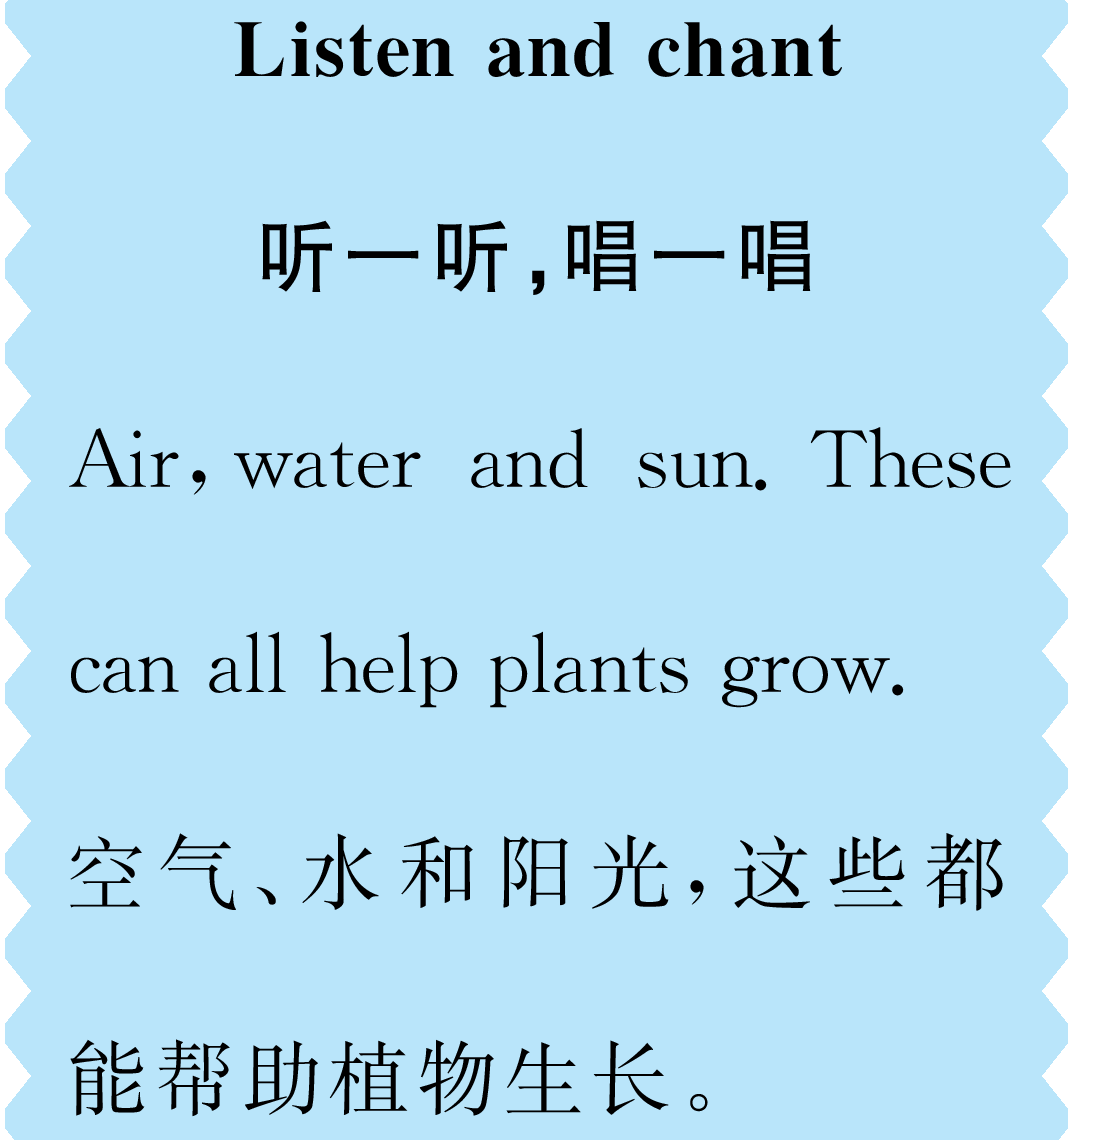 Listen and chant
听一听,唱一唱
Air, water and sun. These
can all help plants grow.
空气、水和阳光,这些都
能帮助植物生长。